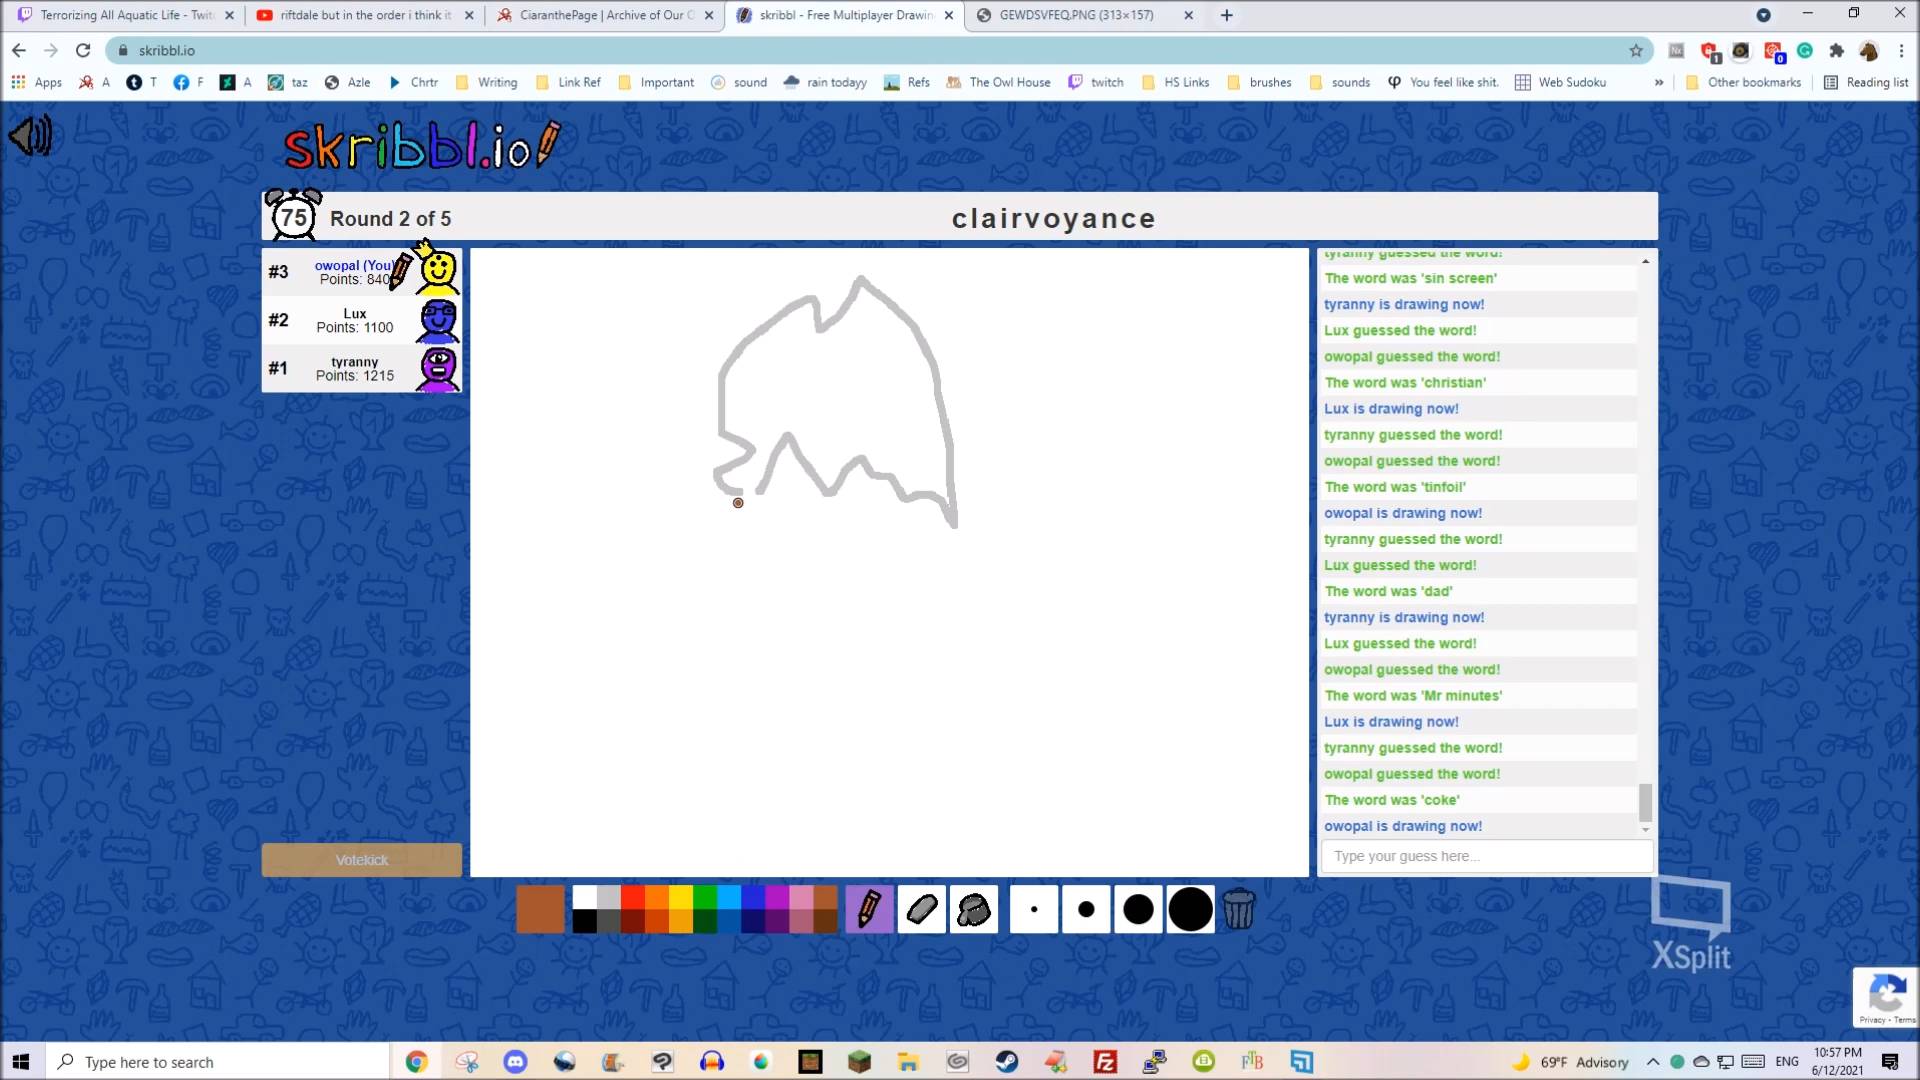 Terrorizing All Aquatic Life - Twit
riftdale but in the order i think it
CiaranthePage | Archive of Our O
skribbl - Free Multiplayer Drawin
GEWDSVFEQ.PNG (313×157)
skribbl.io
Apps
A
T
F
A
taz
Azle
Chrtr
Writing
Link Ref
Important
sound
rain todayy
Refs
The Owl House
twitch
HS Links
brushes
sounds
You feel like shit.
Web Sudoku
»
Other bookmarks
Reading list
skribbl.io
75
Round 2 of 5
clairvoyance
#3
owopal (You)
Points: 840
#2
Lux
Points: 1100
#1
tyranny
Points: 1215
Votekick
tyranny guessed the word!
The word was 'sin screen'
tyranny is drawing now!
Lux guessed the word!
owopal guessed the word!
The word was 'christian'
Lux is drawing now!
tyranny guessed the word!
owopal guessed the word!
The word was 'tinfoil'
owopal is drawing now!
tyranny guessed the word!
Lux guessed the word!
The word was 'dad'
tyranny is drawing now!
Lux guessed the word!
owopal guessed the word!
The word was 'Mr minutes'
Lux is drawing now!
tyranny guessed the word!
owopal guessed the word!
The word was 'coke'
owopal is drawing now!
Type your guess here...
XSplit
Privacy - Terms
Type here to search
69°F Advisory
ENG
10:57 PM
6/12/2021